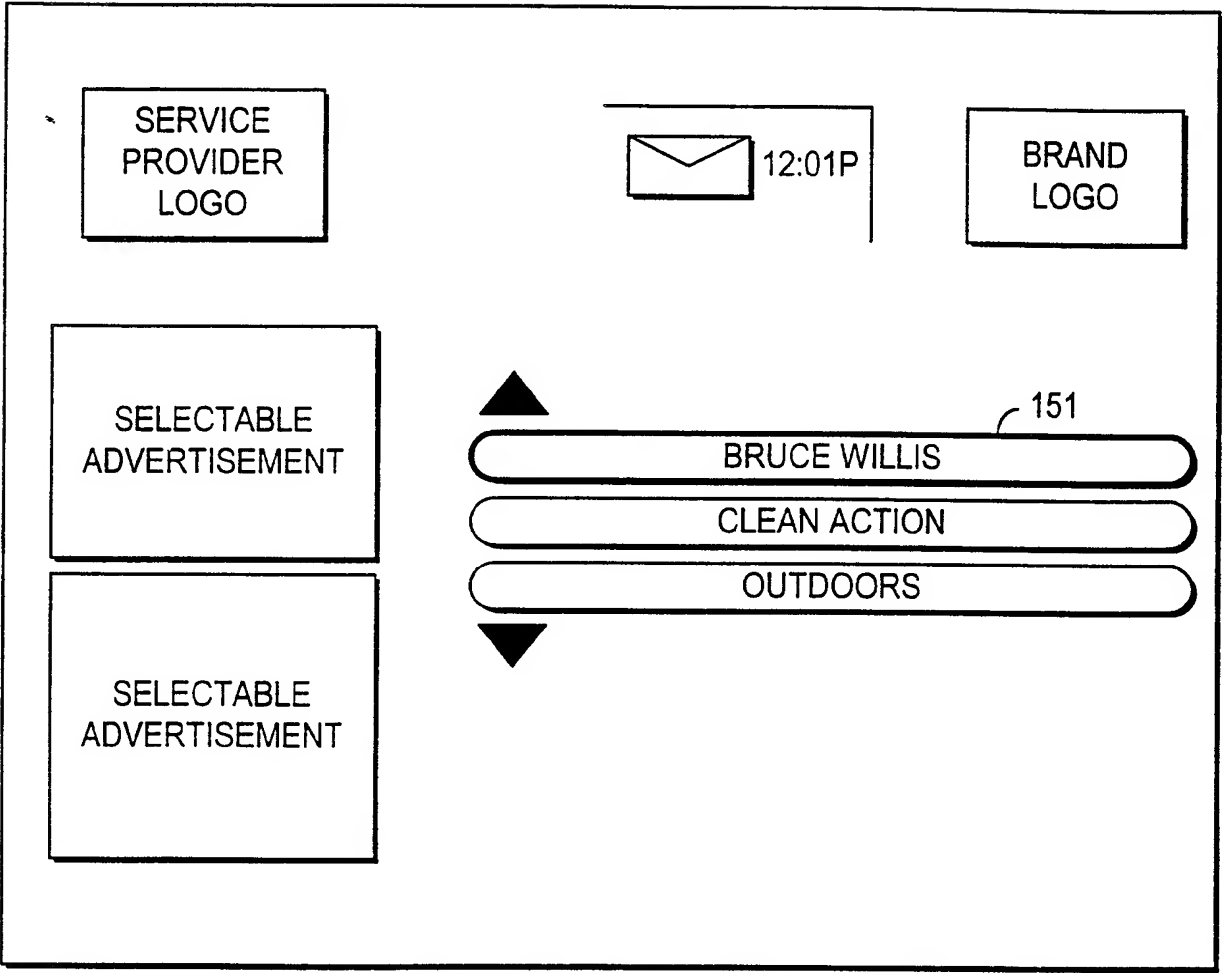 SERVICE
PROVIDER
LOGO
12:01P
BRAND
LOGO
SELECTABLE
ADVERTISEMENT
151
BRUCE WILLIS
CLEAN ACTION
OUTDOORS
SELECTABLE
ADVERTISEMENT